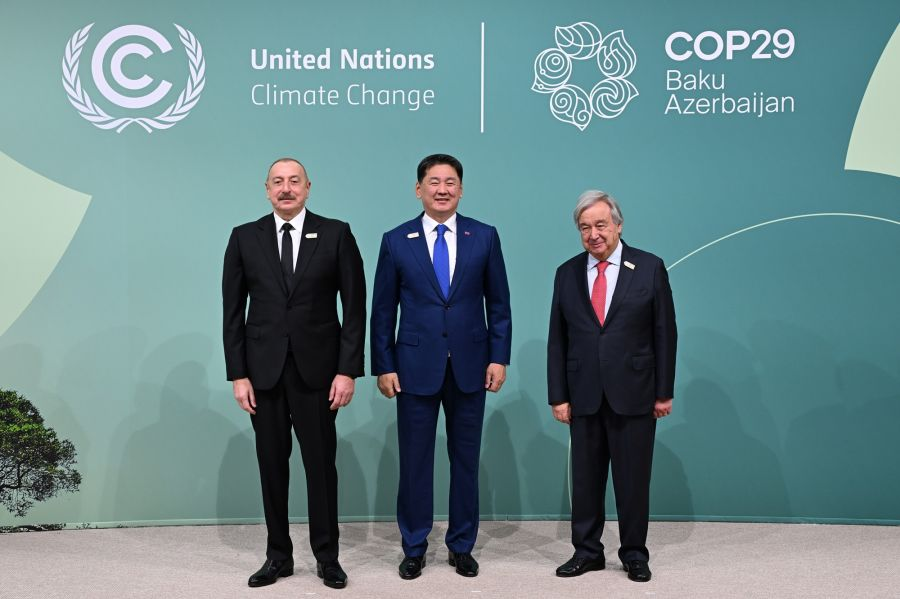 United Nations
Climate Change
COP29
Baku
Azerbaijan